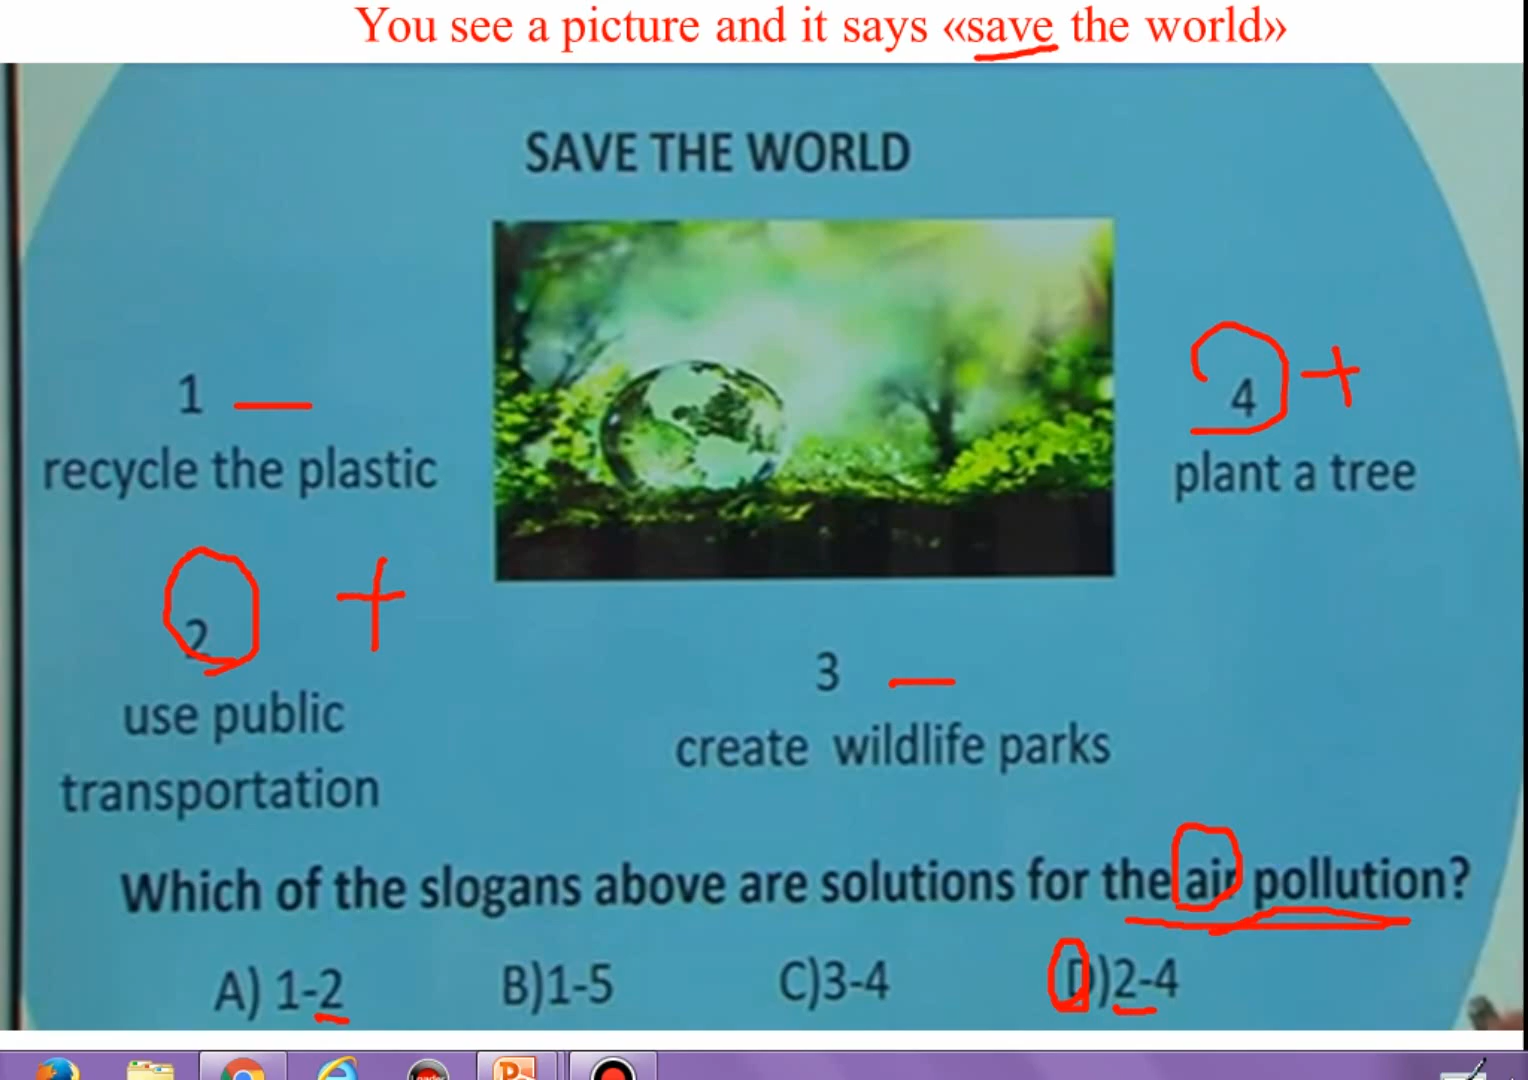 You see a picture and it says «save the world»
SAVE THE WORLD
1
recycle the plastic
4
plant a tree
2
use public
transportation
3
create wildlife parks
Which of the slogans above are solutions for the air pollution?
A) 1-2 B)1-5 C)3-4 D)2-4
Loader